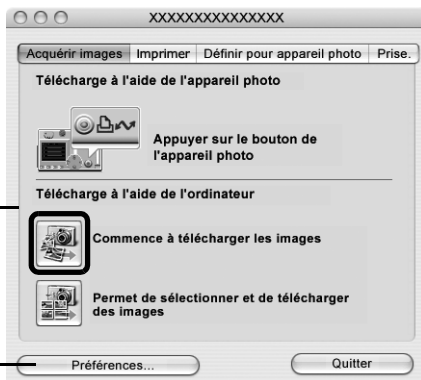 XXXXXXXXXXXXXXX
Acquérir images Imprimer Définir pour appareil photo Prise.
Télécharge à l'aide de l'appareil photo
Appuyer sur le bouton de
l'appareil photo
Télécharge à l'aide de l'ordinateur
Commence à télécharger les images
Permet de sélectionner et de télécharger
des images
Préférences... Quitter